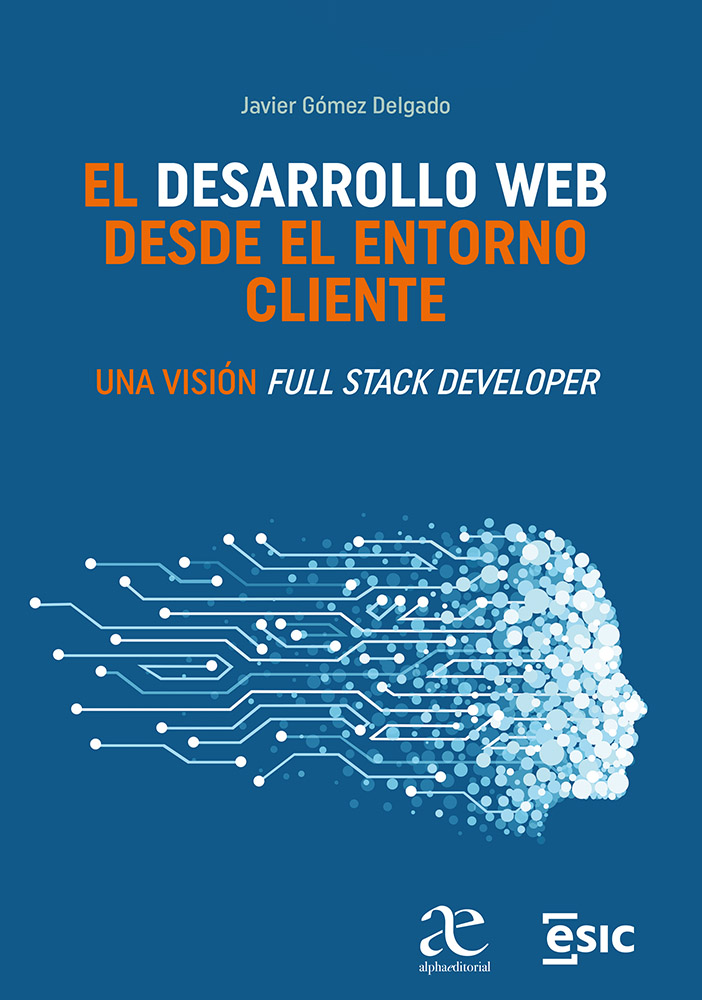 Javier Gómez Delgado
EL DESARROLLO WEB
DESDE EL ENTORNO
CLIENTE
UNA VISIÓN FULL STACK DEVELOPER
æ
alphaeditorial
esic